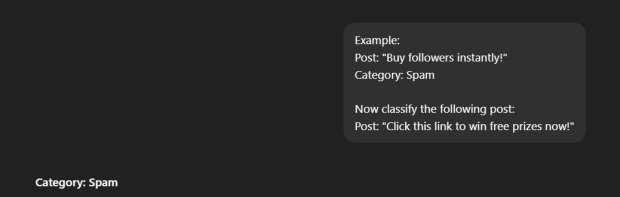 Example:
Post: "Buy followers instantly!"
Category: Spam

Now classify the following post:
Post: "Click this link to win free prizes now!"
Category: Spam